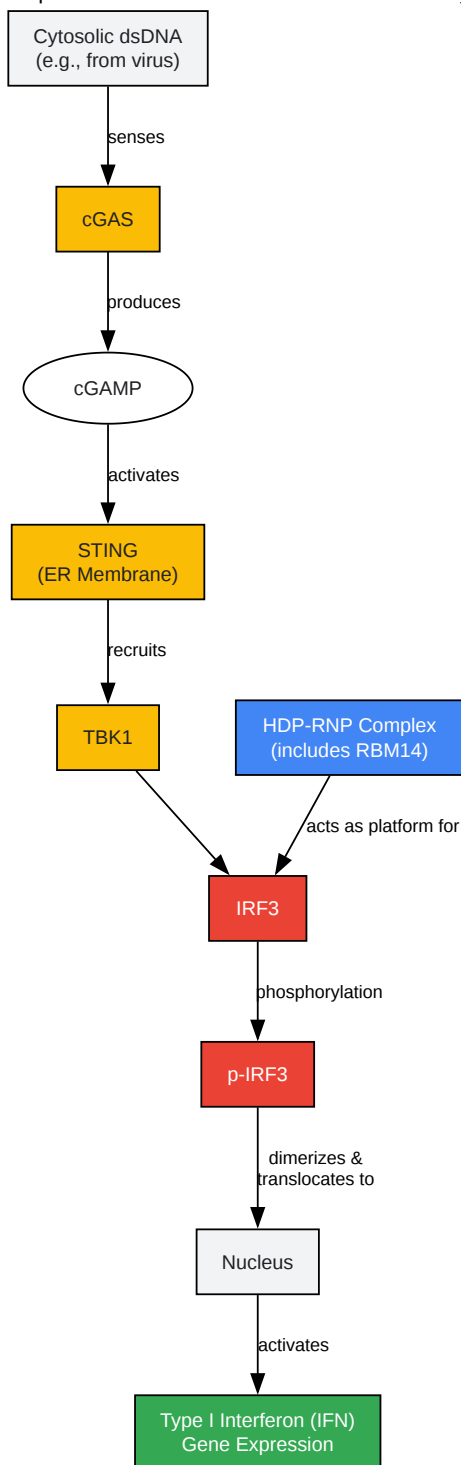 Cytosolic dsDNA
(e.g., from virus)
senses
cGAS
produces
cGAMP
activates
STING
(ER Membrane)
recruits
TBK1
HDP-RNP Complex
(includes RBM14)
acts as platform for
IRF3
phosphorylation
p-IRF3
dimerizes &
translocates to
Nucleus
activates
Type I Interferon (IFN)
Gene Expression